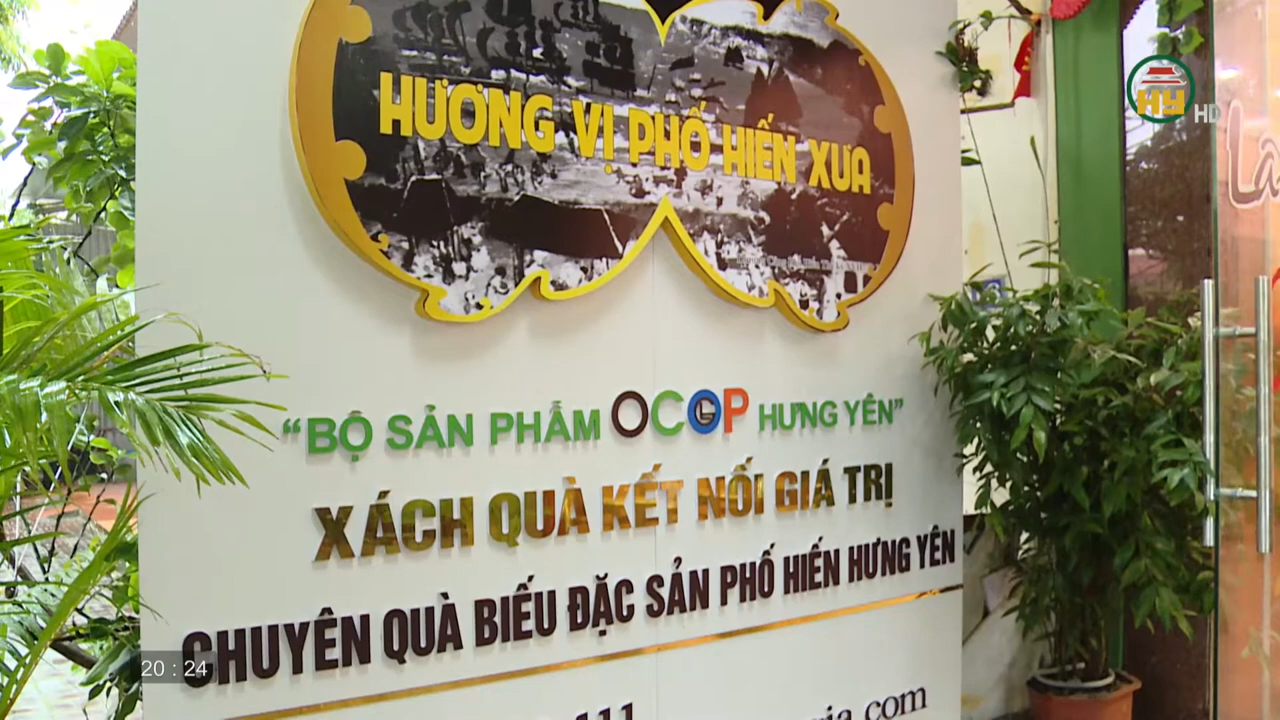 HY HD
HƯƠNG VỊ PHỐ HIẾN XƯA
“BỘ SẢN PHẨM OCOP HƯNG YÊN”
XÁCH QUÀ KẾT NỐI GIÁ TRỊ
CHUYÊN QUÀ BIẾU ĐẶC SẢN PHỐ HIẾN HƯNG YÊN
20 : 24